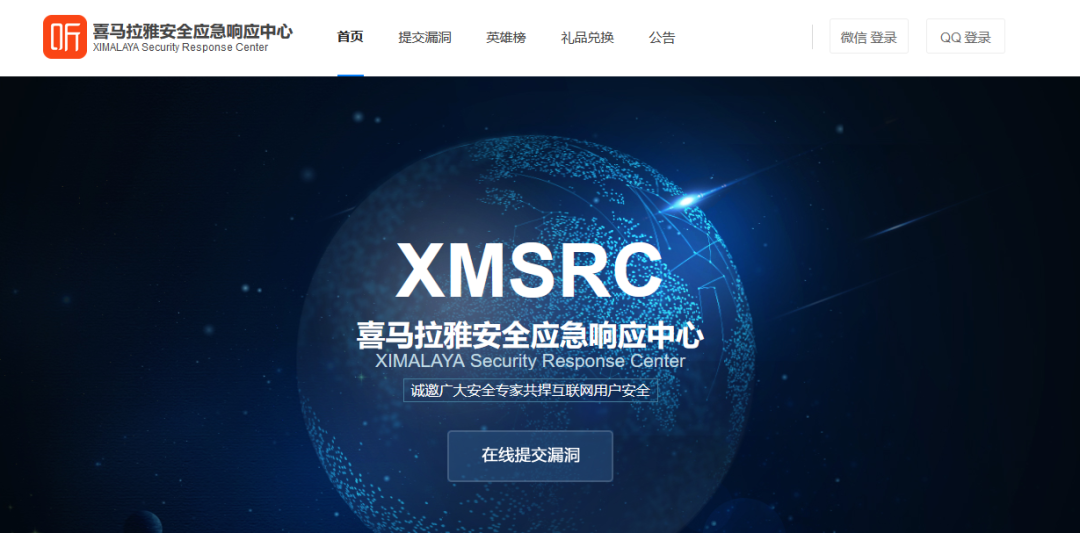 听
喜马拉雅安全应急响应中心
XIMALAYA Security Response Center
首页
提交漏洞
英雄榜
礼品兑换
公告
微信 登录
QQ 登录
XMSRC
喜马拉雅安全应急响应中心
XIMALAYA Security Response Center
诚邀广大安全专家共捍互联网用户安全
在线提交漏洞